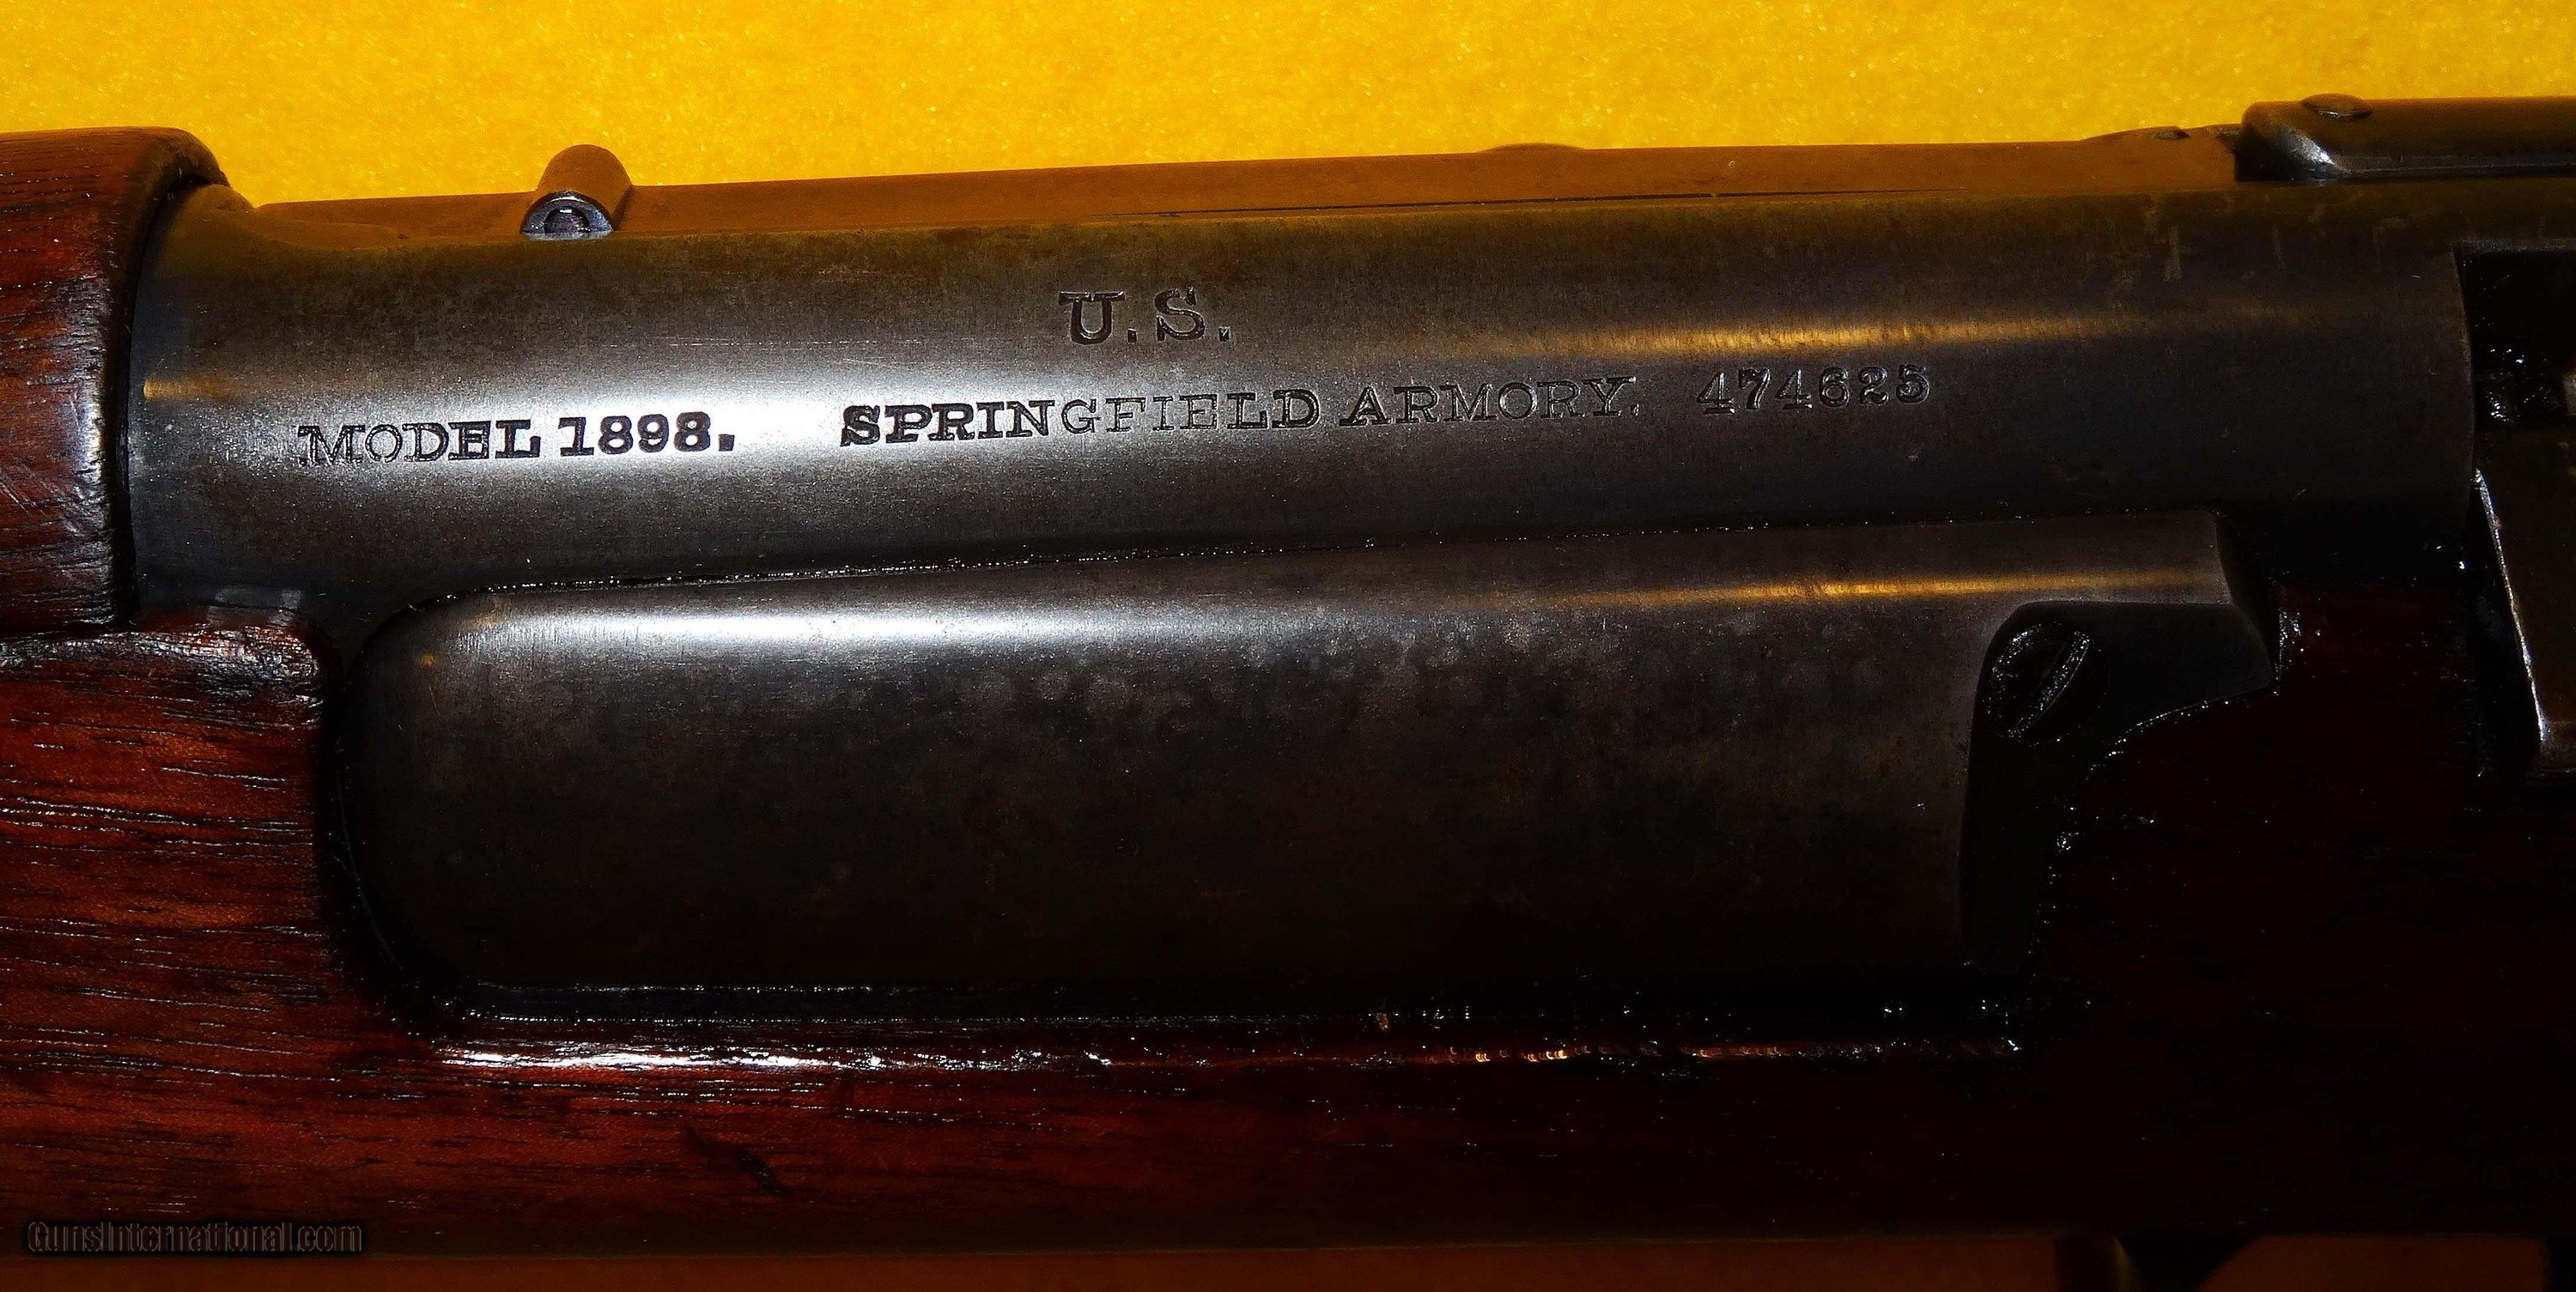 U.S.
MODEL 1898. SPRINGFIELD ARMORY. 474625
GunsInternational.com